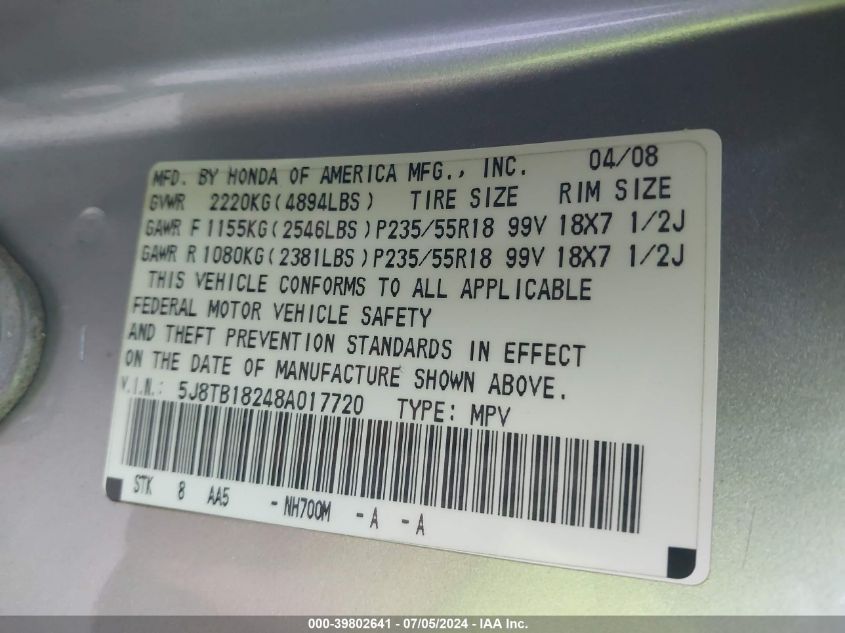 MFD. BY HONDA OF AMERICA MFG., INC. 04/08
GVWR 2220KG(4894LBS) TIRE SIZE RIM SIZE
GAWR F 1155KG(2546LBS)P235/55R18 99V 18X7 1/2J
GAWR R 1080KG(2381LBS)P235/55R18 99V 18X7 1/2J
THIS VEHICLE CONFORMS TO ALL APPLICABLE
FEDERAL MOTOR VEHICLE SAFETY
AND THEFT PREVENTION STANDARDS IN EFFECT
ON THE DATE OF MANUFACTURE SHOWN ABOVE.
V.I.N.: 5J8TB18248A017720 TYPE: MPV
STK 8 AA5 -NH700M -A -A
000-39802641 - 07/05/2024 - IAA Inc.